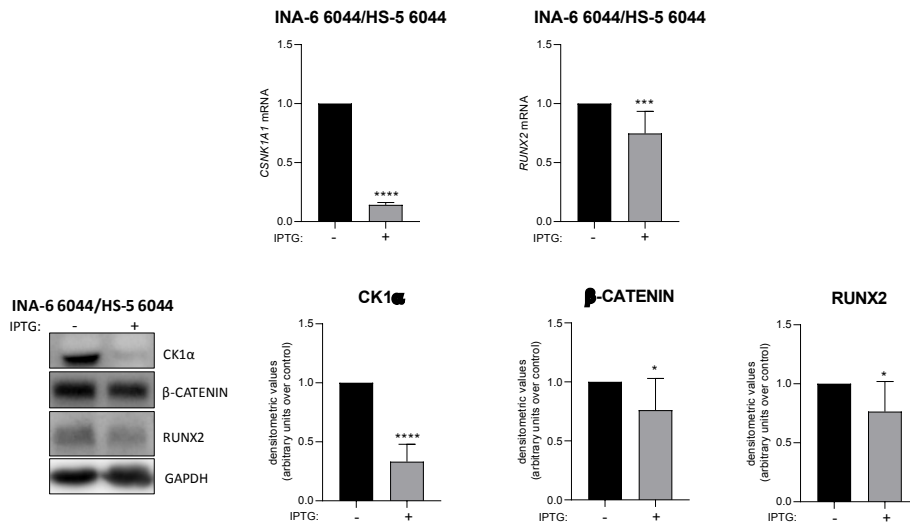 INA-6 6044/HS-5 6044
1.5
1.0
0.5
0.0
CSNK1A1 mRNA
****
IPTG: - +
INA-6 6044/HS-5 6044
1.5
1.0
0.5
0.0
RUNX2 mRNA
***
IPTG: - +
INA-6 6044/HS-5 6044
IPTG: - +
CK1α
β-CATENIN
RUNX2
GAPDH
CK1α
1.5
1.0
0.5
0.0
densitometric values
(arbitrary units over control)
****
IPTG: - +
β-CATENIN
1.5
1.0
0.5
0.0
densitometric values
(arbitrary units over control)
*
IPTG: - +
RUNX2
1.5
1.0
0.5
0.0
densitometric values
(arbitrary units over control)
*
IPTG: - +